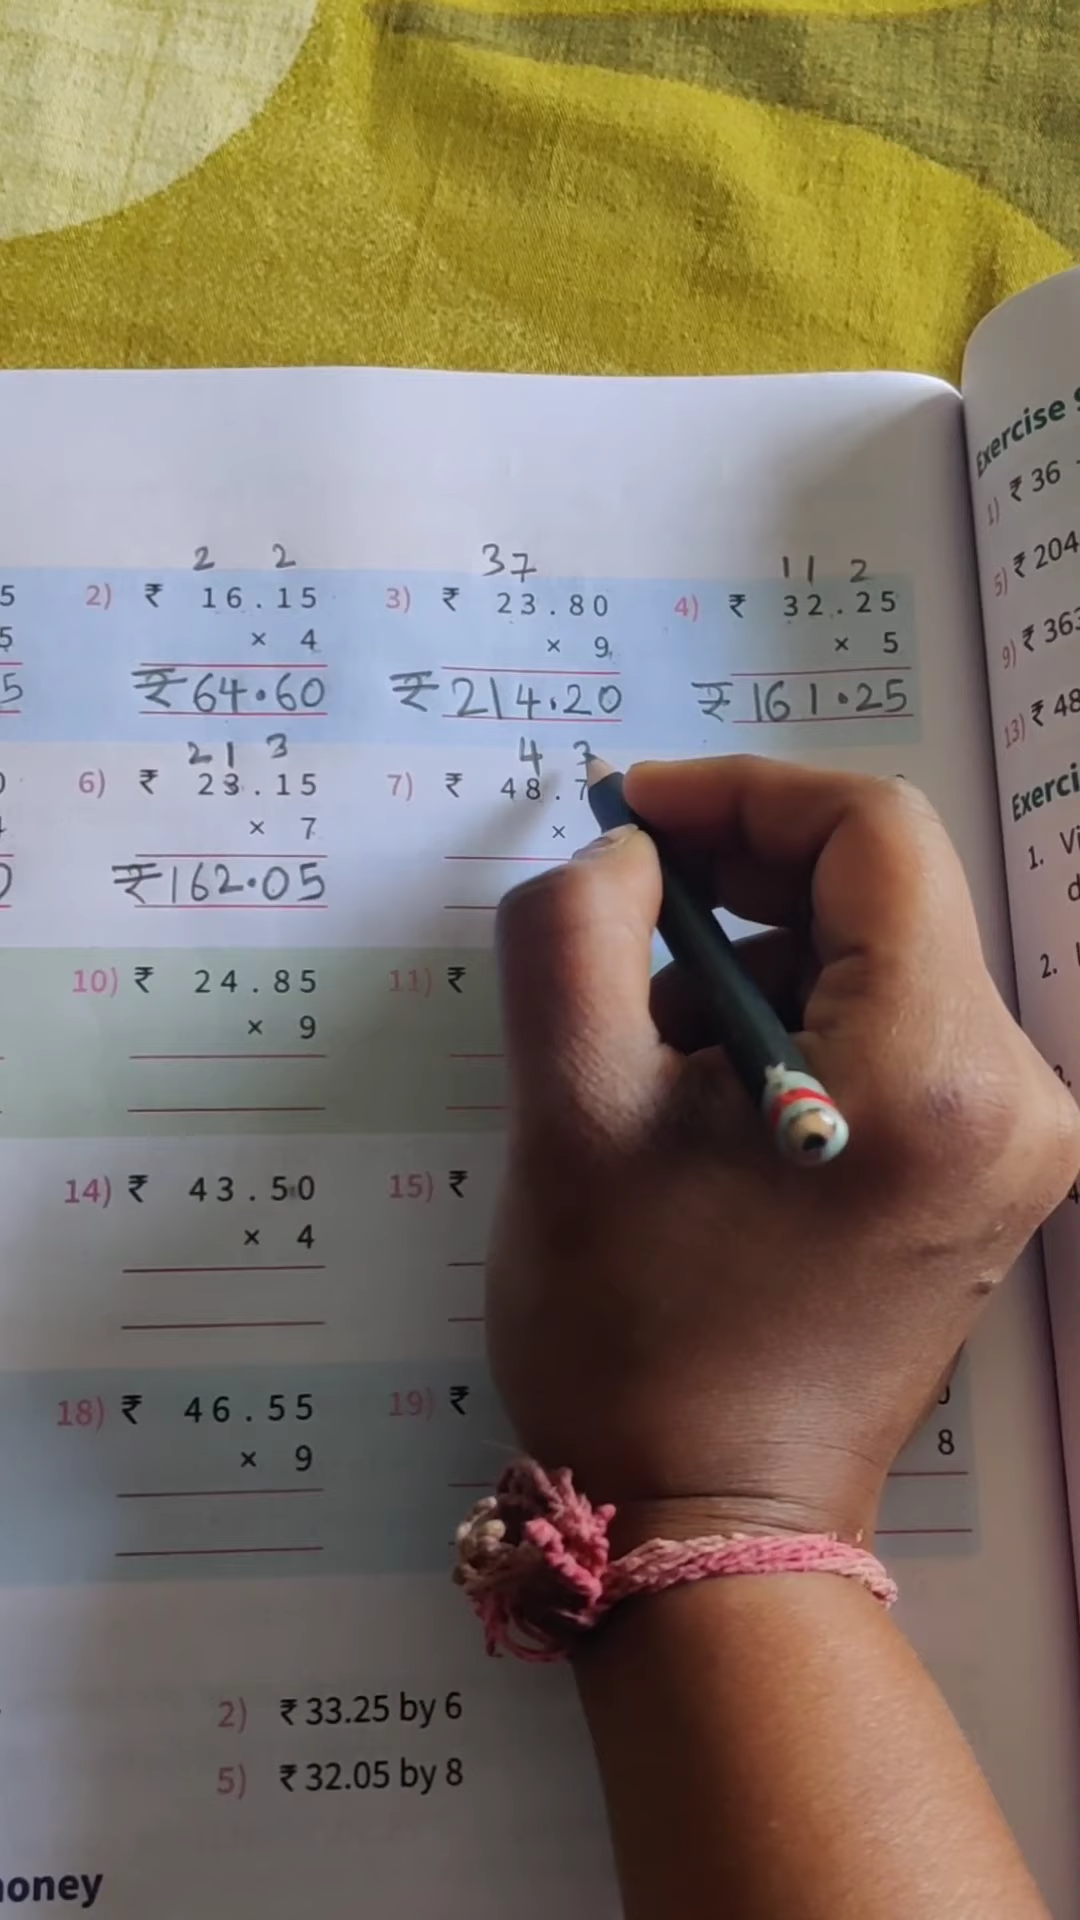 Exercise
1) ₹ 36
5) ₹ 204
9) ₹ 363
13) ₹ 48
Exerci
1. Vi
d
2.
2 2
5 2) ₹ 16.15
5 × 4
5 ₹64.60
37
3) ₹ 23.80
× 9
₹214.20
11 2
4) ₹ 32.25
× 5
₹161.25
21 3
6) ₹ 23.15
× 7
₹162.05
4 3
7) ₹ 48.7
×
10) ₹ 24.85
× 9
11) ₹
14) ₹ 43.50
× 4
15) ₹
18) ₹ 46.55
× 9
19) ₹
8
2) ₹ 33.25 by 6
5) ₹ 32.05 by 8
oney